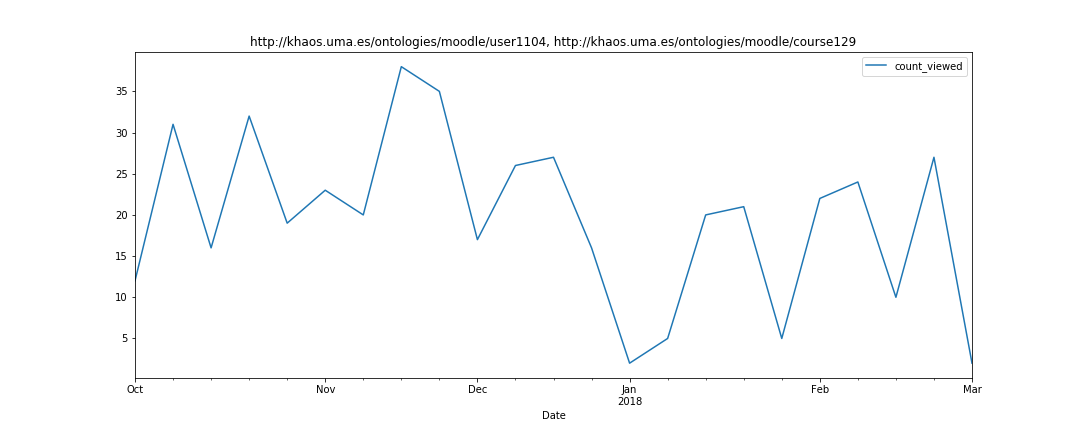 http://khaos.uma.es/ontologies/moodle/user1104, http://khaos.uma.es/ontologies/moodle/course129
count_viewed
35
30
25
20
15
10
5
Oct Nov Dec Jan Feb Mar
2018
Date